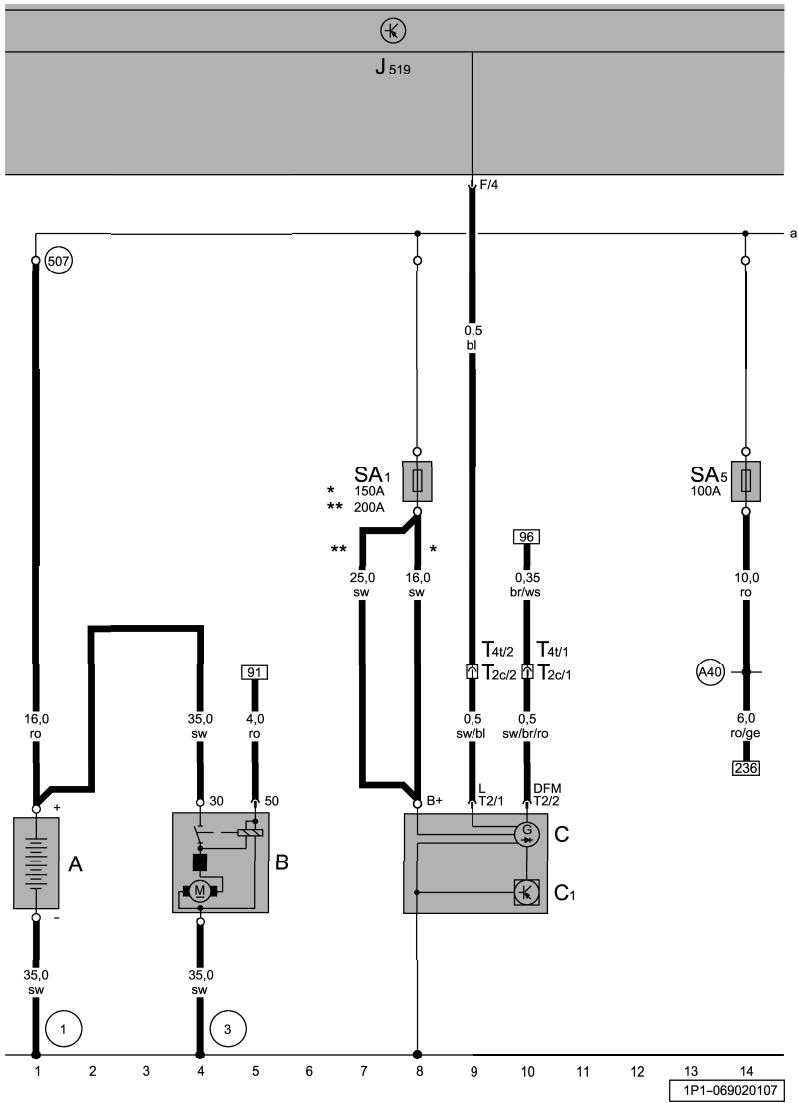 J 519
F/4
a
507
0,5
bl
SA1
* 150A
** 200A
SA5
100A
** *
96
25,0
sw
16,0
sw
0,35
br/ws
10,0
ro
T4t/2
T2c/2
T4t/1
T2c/1
A40
91
16,0
ro
35,0
sw
4,0
ro
0,5
sw/bl
0,5
sw/br/ro
6,0
ro/ge
236
+
30
50
B+
L
T2/1
DFM
T2/2
A
B
M
G
C
C1
–
35,0
sw
35,0
sw
1
3
1 2 3 4 5 6 7 8 9 10 11 12 13 14
1P1-069020107